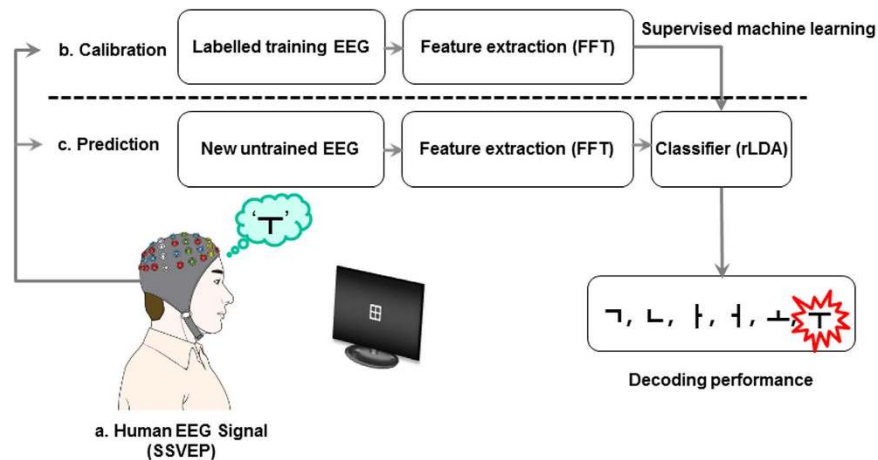 Supervised machine learning
b. Calibration
Labelled training EEG
Feature extraction (FFT)
c. Prediction
New untrained EEG
Feature extraction (FFT)
Classifier (rLDA)
'ㅜ'
ㄱ, ㄴ, ㅏ, ㅓ, ㅗ, ㅜ
Decoding performance
a. Human EEG Signal
(SSVEP)